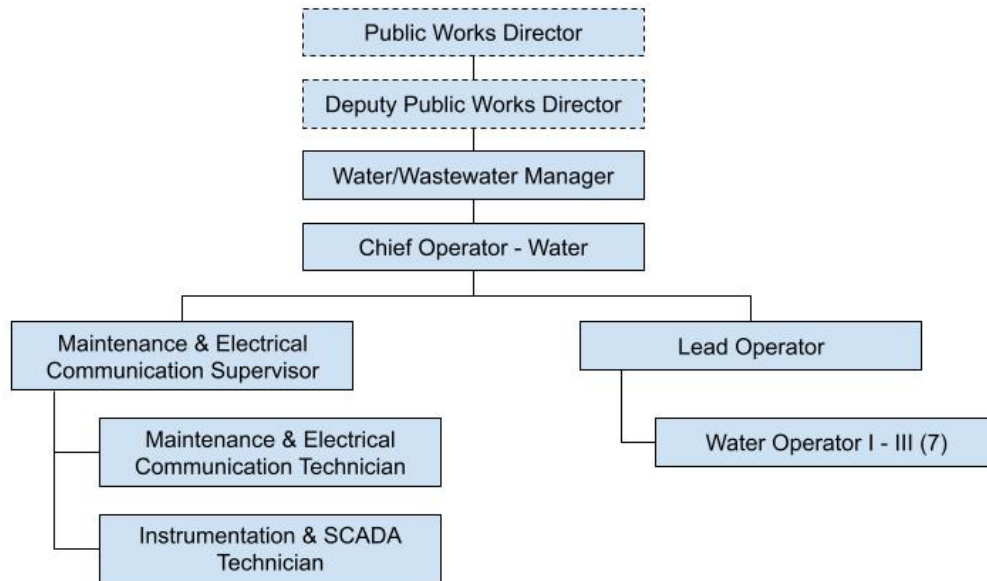 Public Works Director
Deputy Public Works Director
Water/Wastewater Manager
Chief Operator - Water
Maintenance & Electrical
Communication Supervisor
Lead Operator
Maintenance & Electrical
Communication Technician
Water Operator I - III (7)
Instrumentation & SCADA
Technician